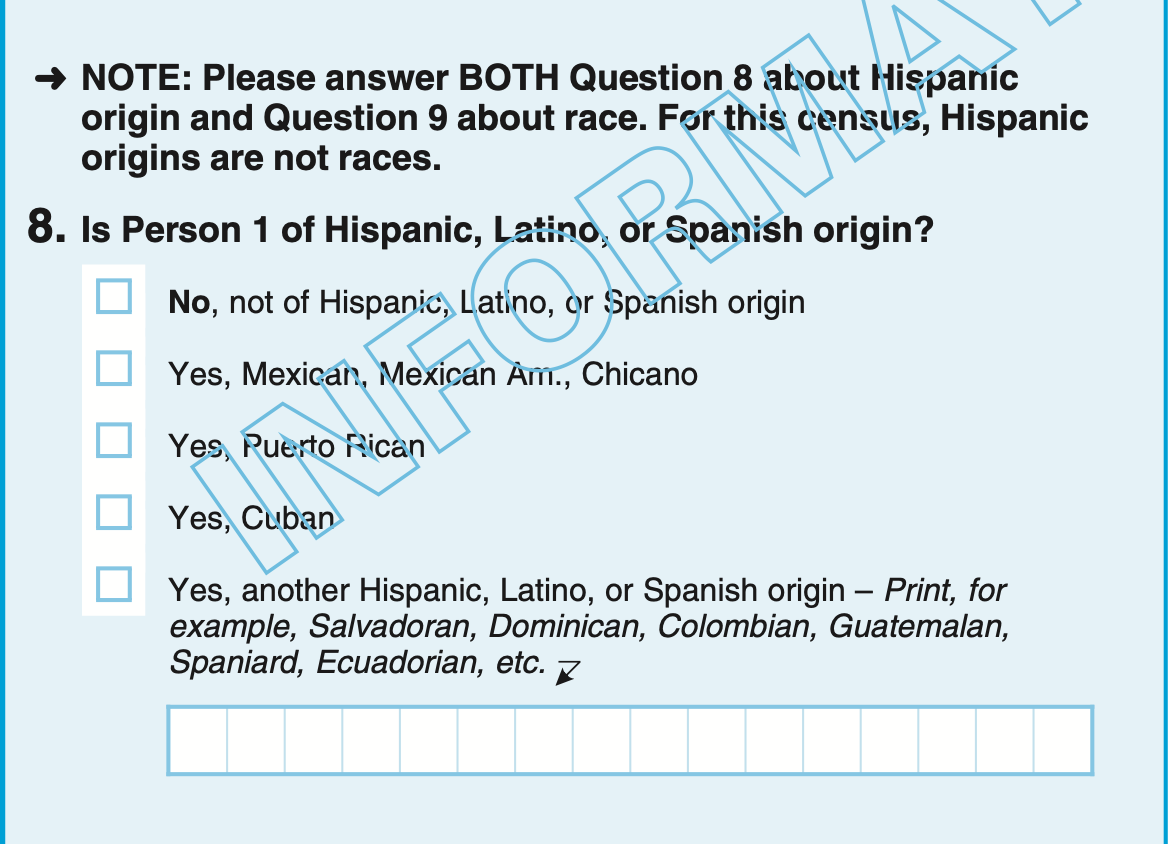 ➜ NOTE: Please answer BOTH Question 8 about Hispanic
origin and Question 9 about race. For this census, Hispanic
origins are not races.
8. Is Person 1 of Hispanic, Latino, or Spanish origin?
No, not of Hispanic, Latino, or Spanish origin
Yes, Mexican, Mexican Am., Chicano
Yes, Puerto Rican
Yes, Cuban
Yes, another Hispanic, Latino, or Spanish origin – Print, for
example, Salvadoran, Dominican, Colombian, Guatemalan,
Spaniard, Ecuadorian, etc.
INFORMAT